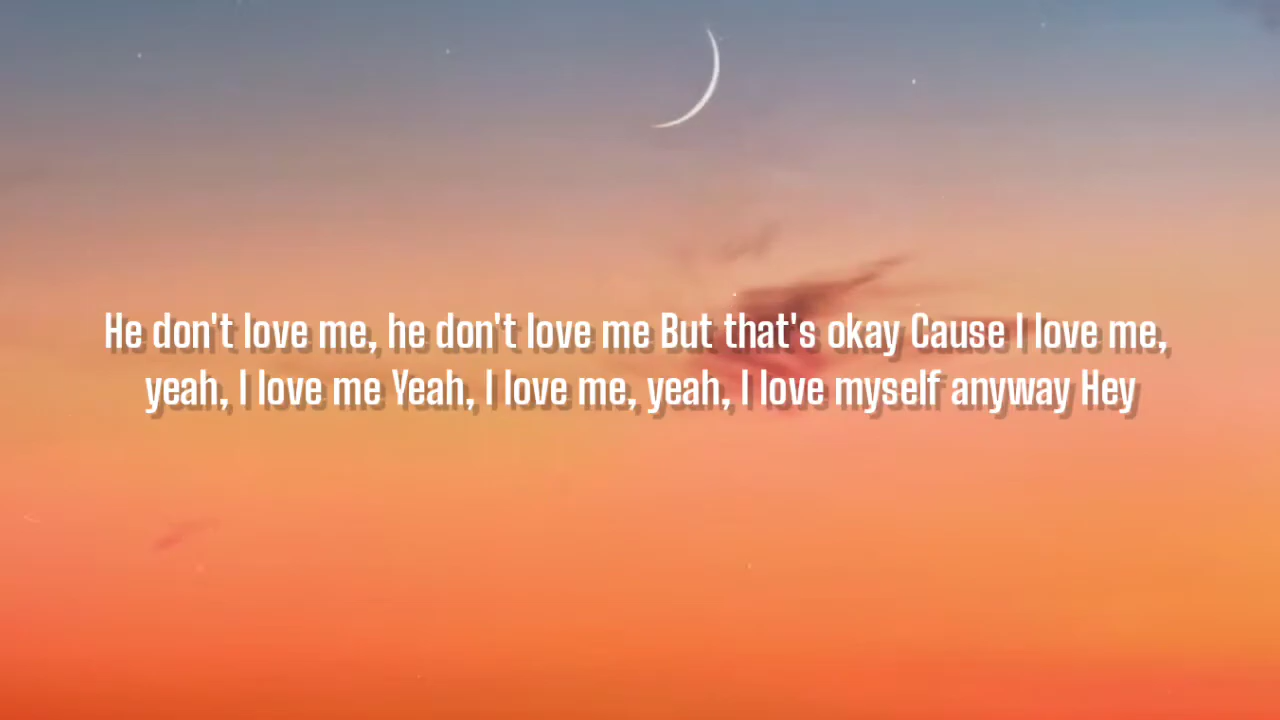 He don't love me, he don't love me But that's okay Cause I love me,
yeah, I love me Yeah, I love me, yeah, I love myself anyway Hey